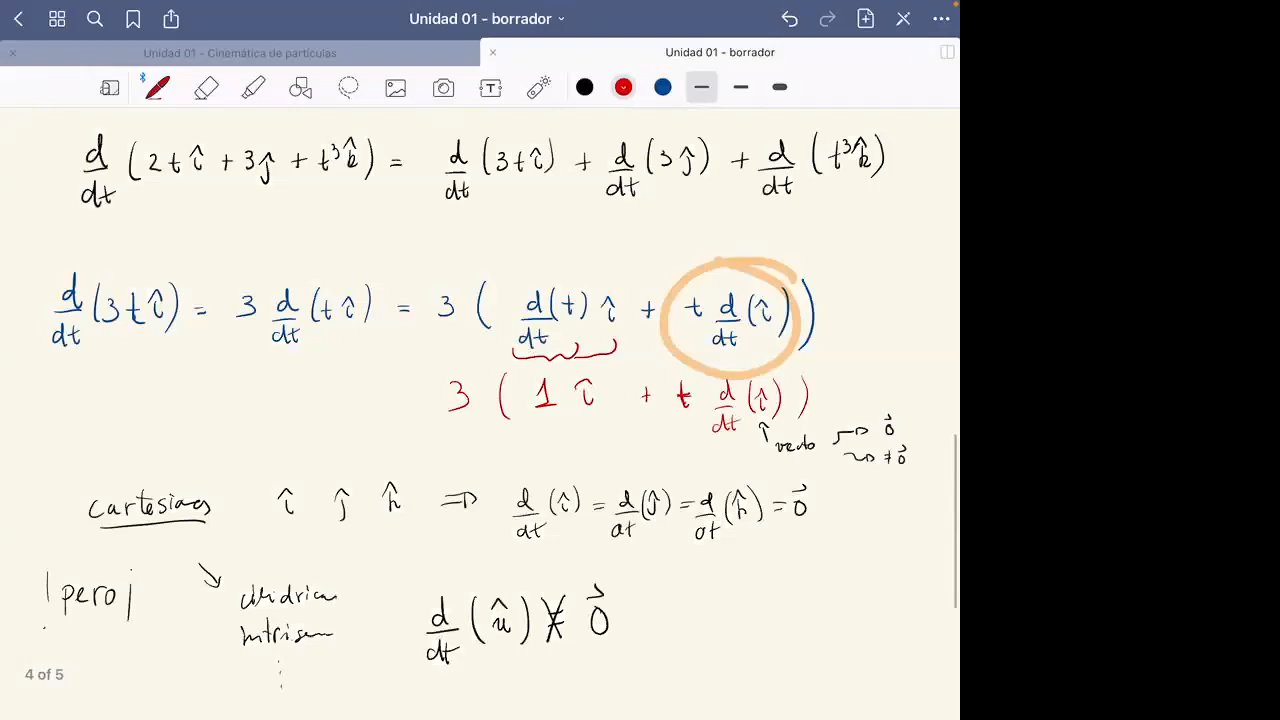 Unidad 01 - borrador
Unidad 01 - Cinemática de partículas
Unidad 01 - borrador
d/dt (2t î + 3ĵ + t³k̂) = d/dt (3t î) + d/dt (3ĵ) + d/dt (t³k̂)
d/dt (3t î) = 3 d/dt (t î) = 3 ( d/dt (t) î + t d/dt (î) )
3 ( 1 î + t d/dt (î) )
vecto → 0⃗
→ ≠ 0⃗
cartesianas î ĵ k̂ ⇒ d/dt (î) = d/dt (ĵ) = d/dt (k̂) = 0⃗
¡pero!
cilíndricas
intrínsecas
⋮
d/dt (û) ≠ 0⃗
4 of 5